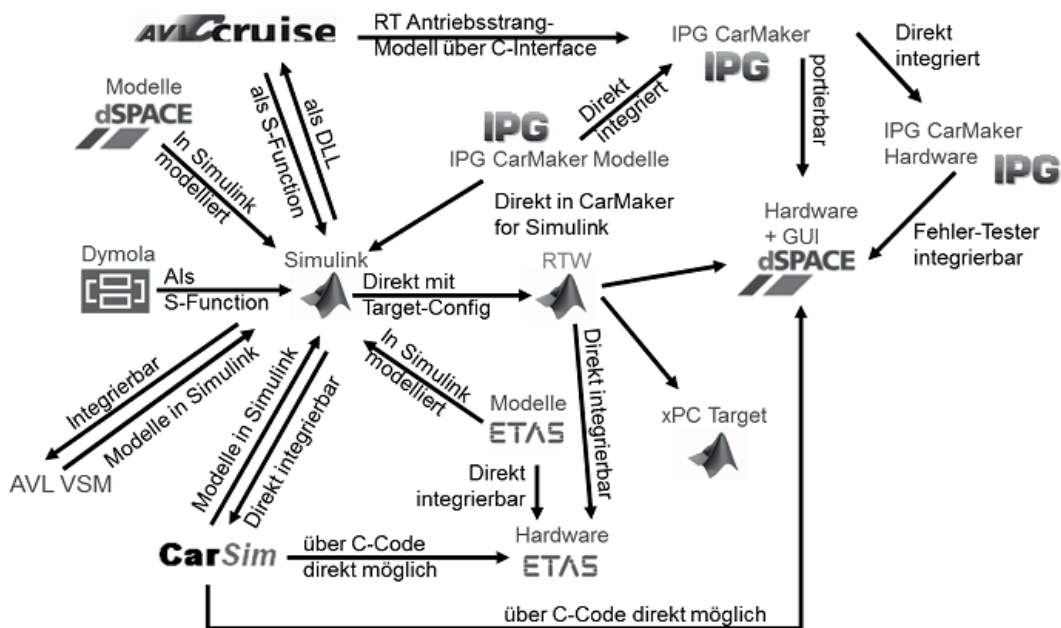 AVL Cruise
RT Antriebsstrang-
Modell über C-Interface
IPG CarMaker
IPG
Direkt
integriert
Modelle
dSPACE
In Simulink
modelliert
als S-Function
als DLL
IPG
IPG CarMaker Modelle
Direkt
integriert
portierbar
IPG CarMaker
Hardware
IPG
Direkt in CarMaker
for Simulink
Hardware
+ GUI
dSPACE
Fehler-Tester
integrierbar
Dymola
Als
S-Function
Simulink
Direkt mit
Target-Config
RTW
Integrierbar
Modelle in Simulink
AVL VSM
Modelle in Simulink
Direkt integrierbar
In Simulink
modelliert
Modelle
ETAS
Direkt
integrierbar
Direkt integrierbar
xPC Target
CarSim
über C-Code
direkt möglich
Hardware
ETAS
über C-Code direkt möglich